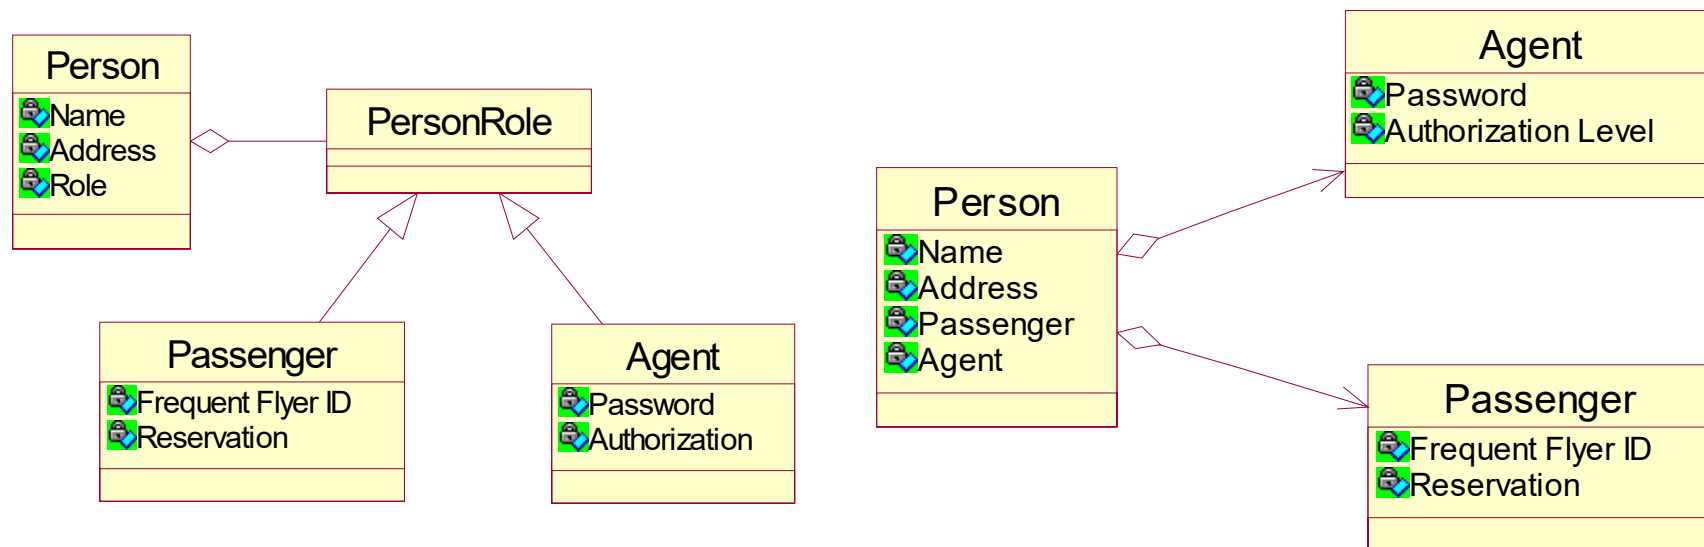 Person
Name
Address
Role
PersonRole
Passenger
Frequent Flyer ID
Reservation
Agent
Password
Authorization
Person
Name
Address
Passenger
Agent
Agent
Password
Authorization Level
Passenger
Frequent Flyer ID
Reservation